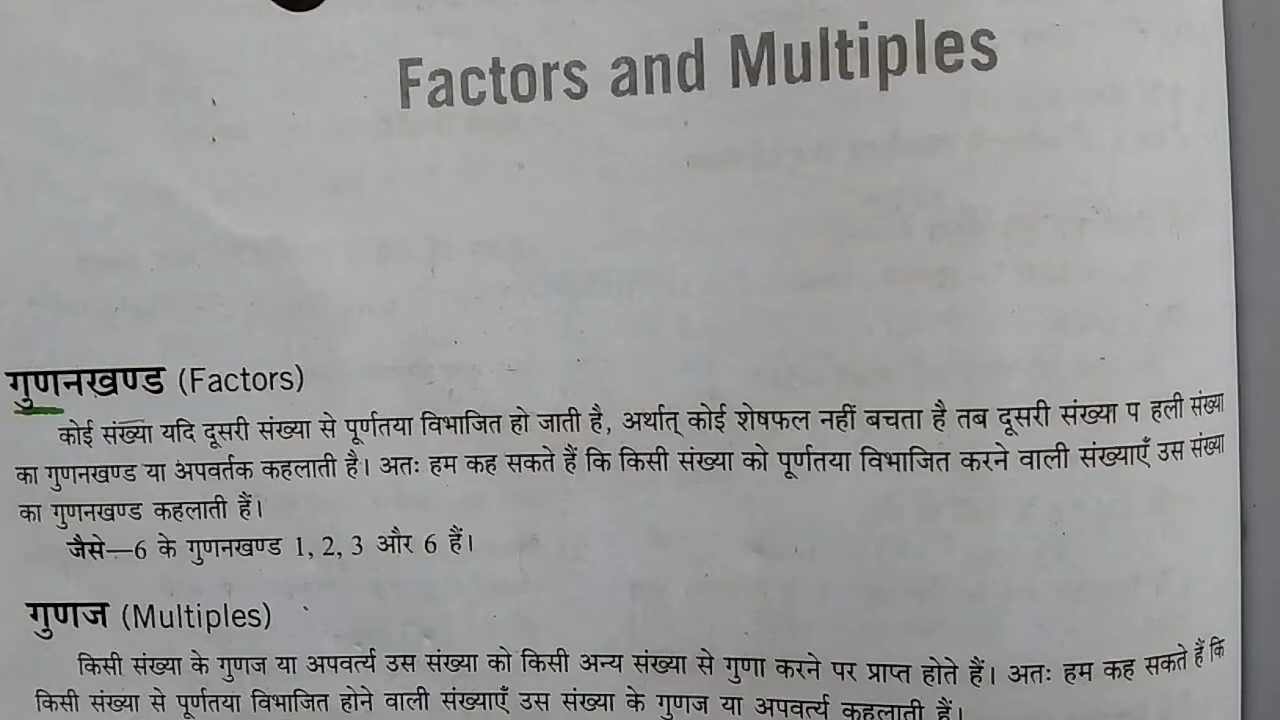 Factors and Multiples
गुणनखण्ड (Factors)
कोई संख्या यदि दूसरी संख्या से पूर्णतया विभाजित हो जाती है, अर्थात् कोई शेषफल नहीं बचता है तब दूसरी संख्या प हली संख्या
का गुणनखण्ड या अपवर्तक कहलाती है। अतः हम कह सकते हैं कि किसी संख्या को पूर्णतया विभाजित करने वाली संख्याएँ उस संख्या
का गुणनखण्ड कहलाती हैं।
जैसे—6 के गुणनखण्ड 1, 2, 3 और 6 हैं।
गुणज (Multiples)
किसी संख्या के गुणज या अपवर्त्य उस संख्या को किसी अन्य संख्या से गुणा करने पर प्राप्त होते हैं। अतः हम कह सकते हैं कि
किसी संख्या से पूर्णतया विभाजित होने वाली संख्याएँ उस संख्या के गुणज या अपवर्त्य कहलाती हैं।